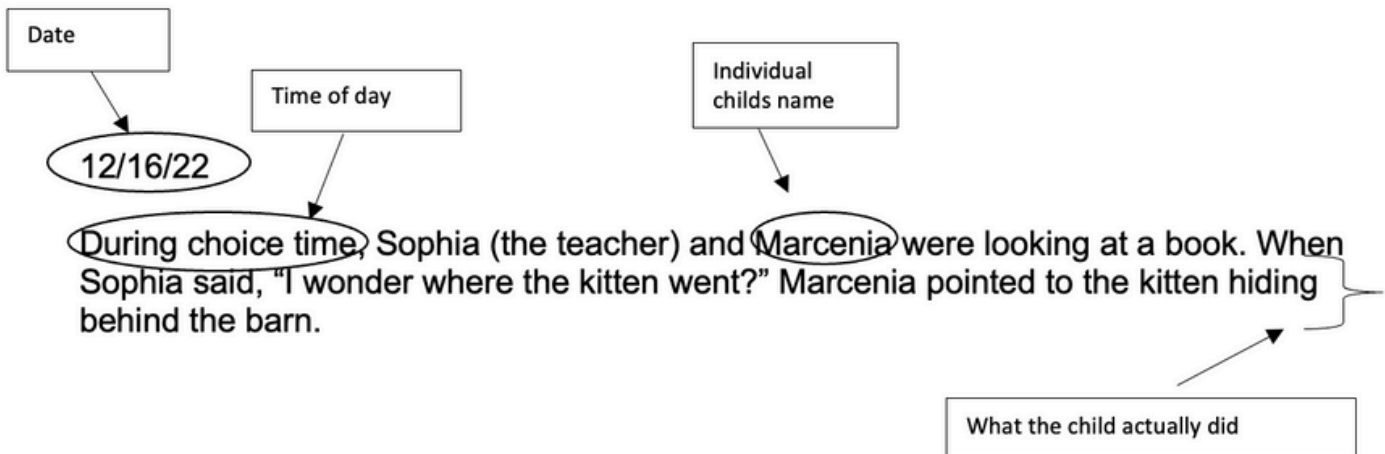 Date
Time of day
Individual
childs name
12/16/22
During choice time, Sophia (the teacher) and Marcenia were looking at a book. When
Sophia said, “I wonder where the kitten went?” Marcenia pointed to the kitten hiding
behind the barn.
What the child actually did